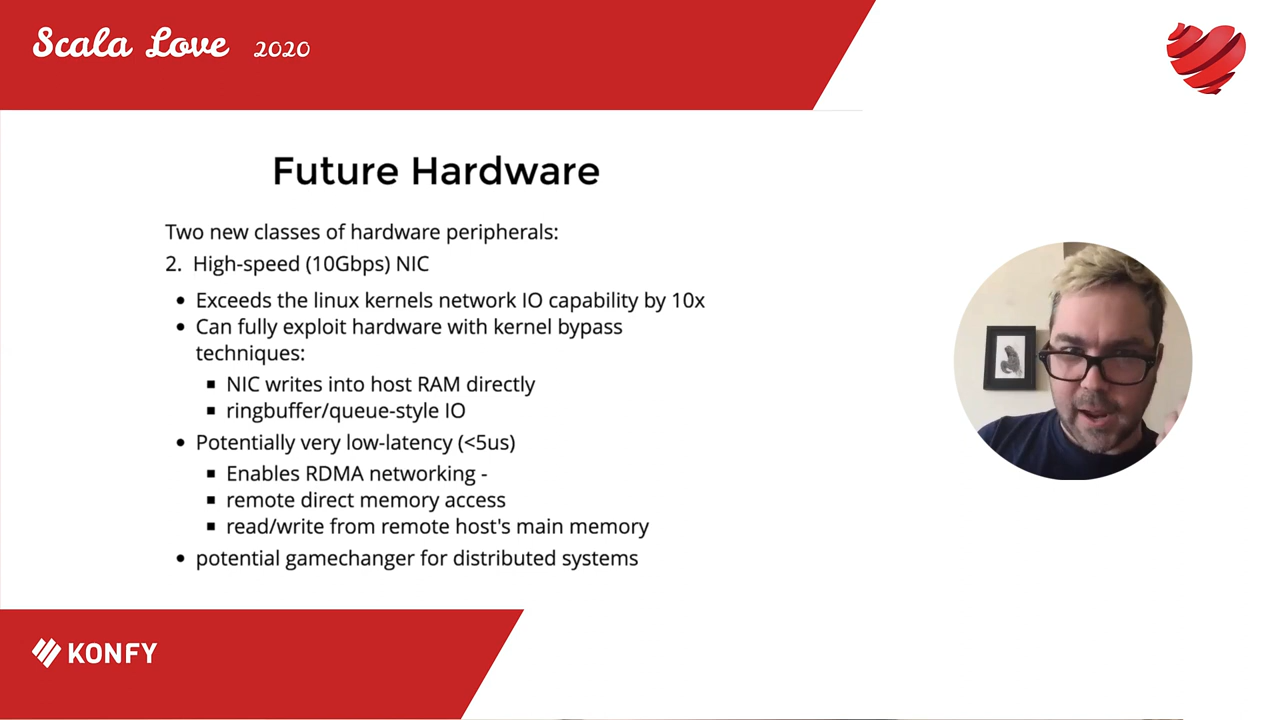 Scala Love 2020
Future Hardware
Two new classes of hardware peripherals:
2. High-speed (10Gbps) NIC
• Exceeds the linux kernels network IO capability by 10x
• Can fully exploit hardware with kernel bypass
techniques:
▪ NIC writes into host RAM directly
▪ ringbuffer/queue-style IO
• Potentially very low-latency (<5us)
▪ Enables RDMA networking -
▪ remote direct memory access
▪ read/write from remote host's main memory
• potential gamechanger for distributed systems
KONFY